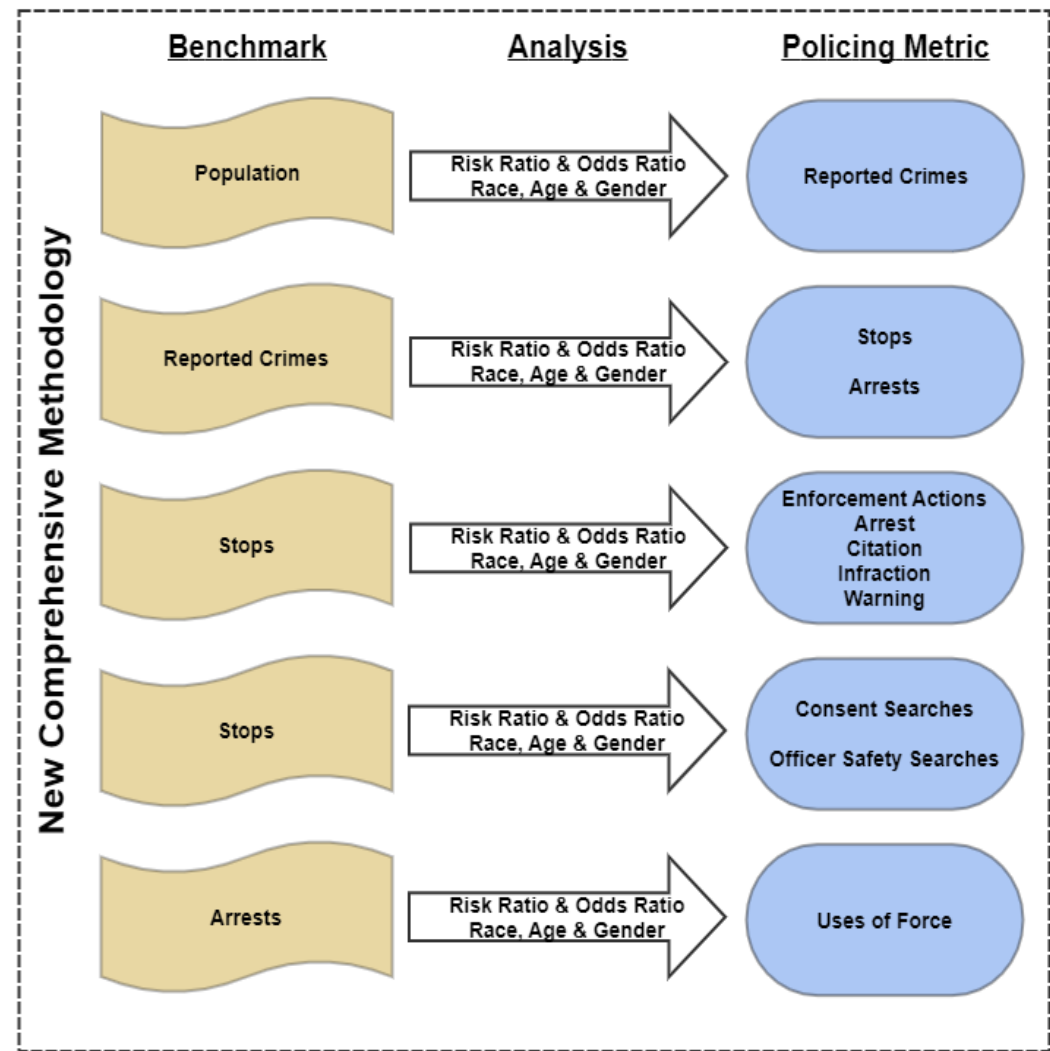 Benchmark
Analysis
Policing Metric
New Comprehensive Methodology
Population
Risk Ratio & Odds Ratio
Race, Age & Gender
Reported Crimes
Reported Crimes
Risk Ratio & Odds Ratio
Race, Age & Gender
Stops
Arrests
Stops
Risk Ratio & Odds Ratio
Race, Age & Gender
Enforcement Actions
Arrest
Citation
Infraction
Warning
Stops
Risk Ratio & Odds Ratio
Race, Age & Gender
Consent Searches
Officer Safety Searches
Arrests
Risk Ratio & Odds Ratio
Race, Age & Gender
Uses of Force